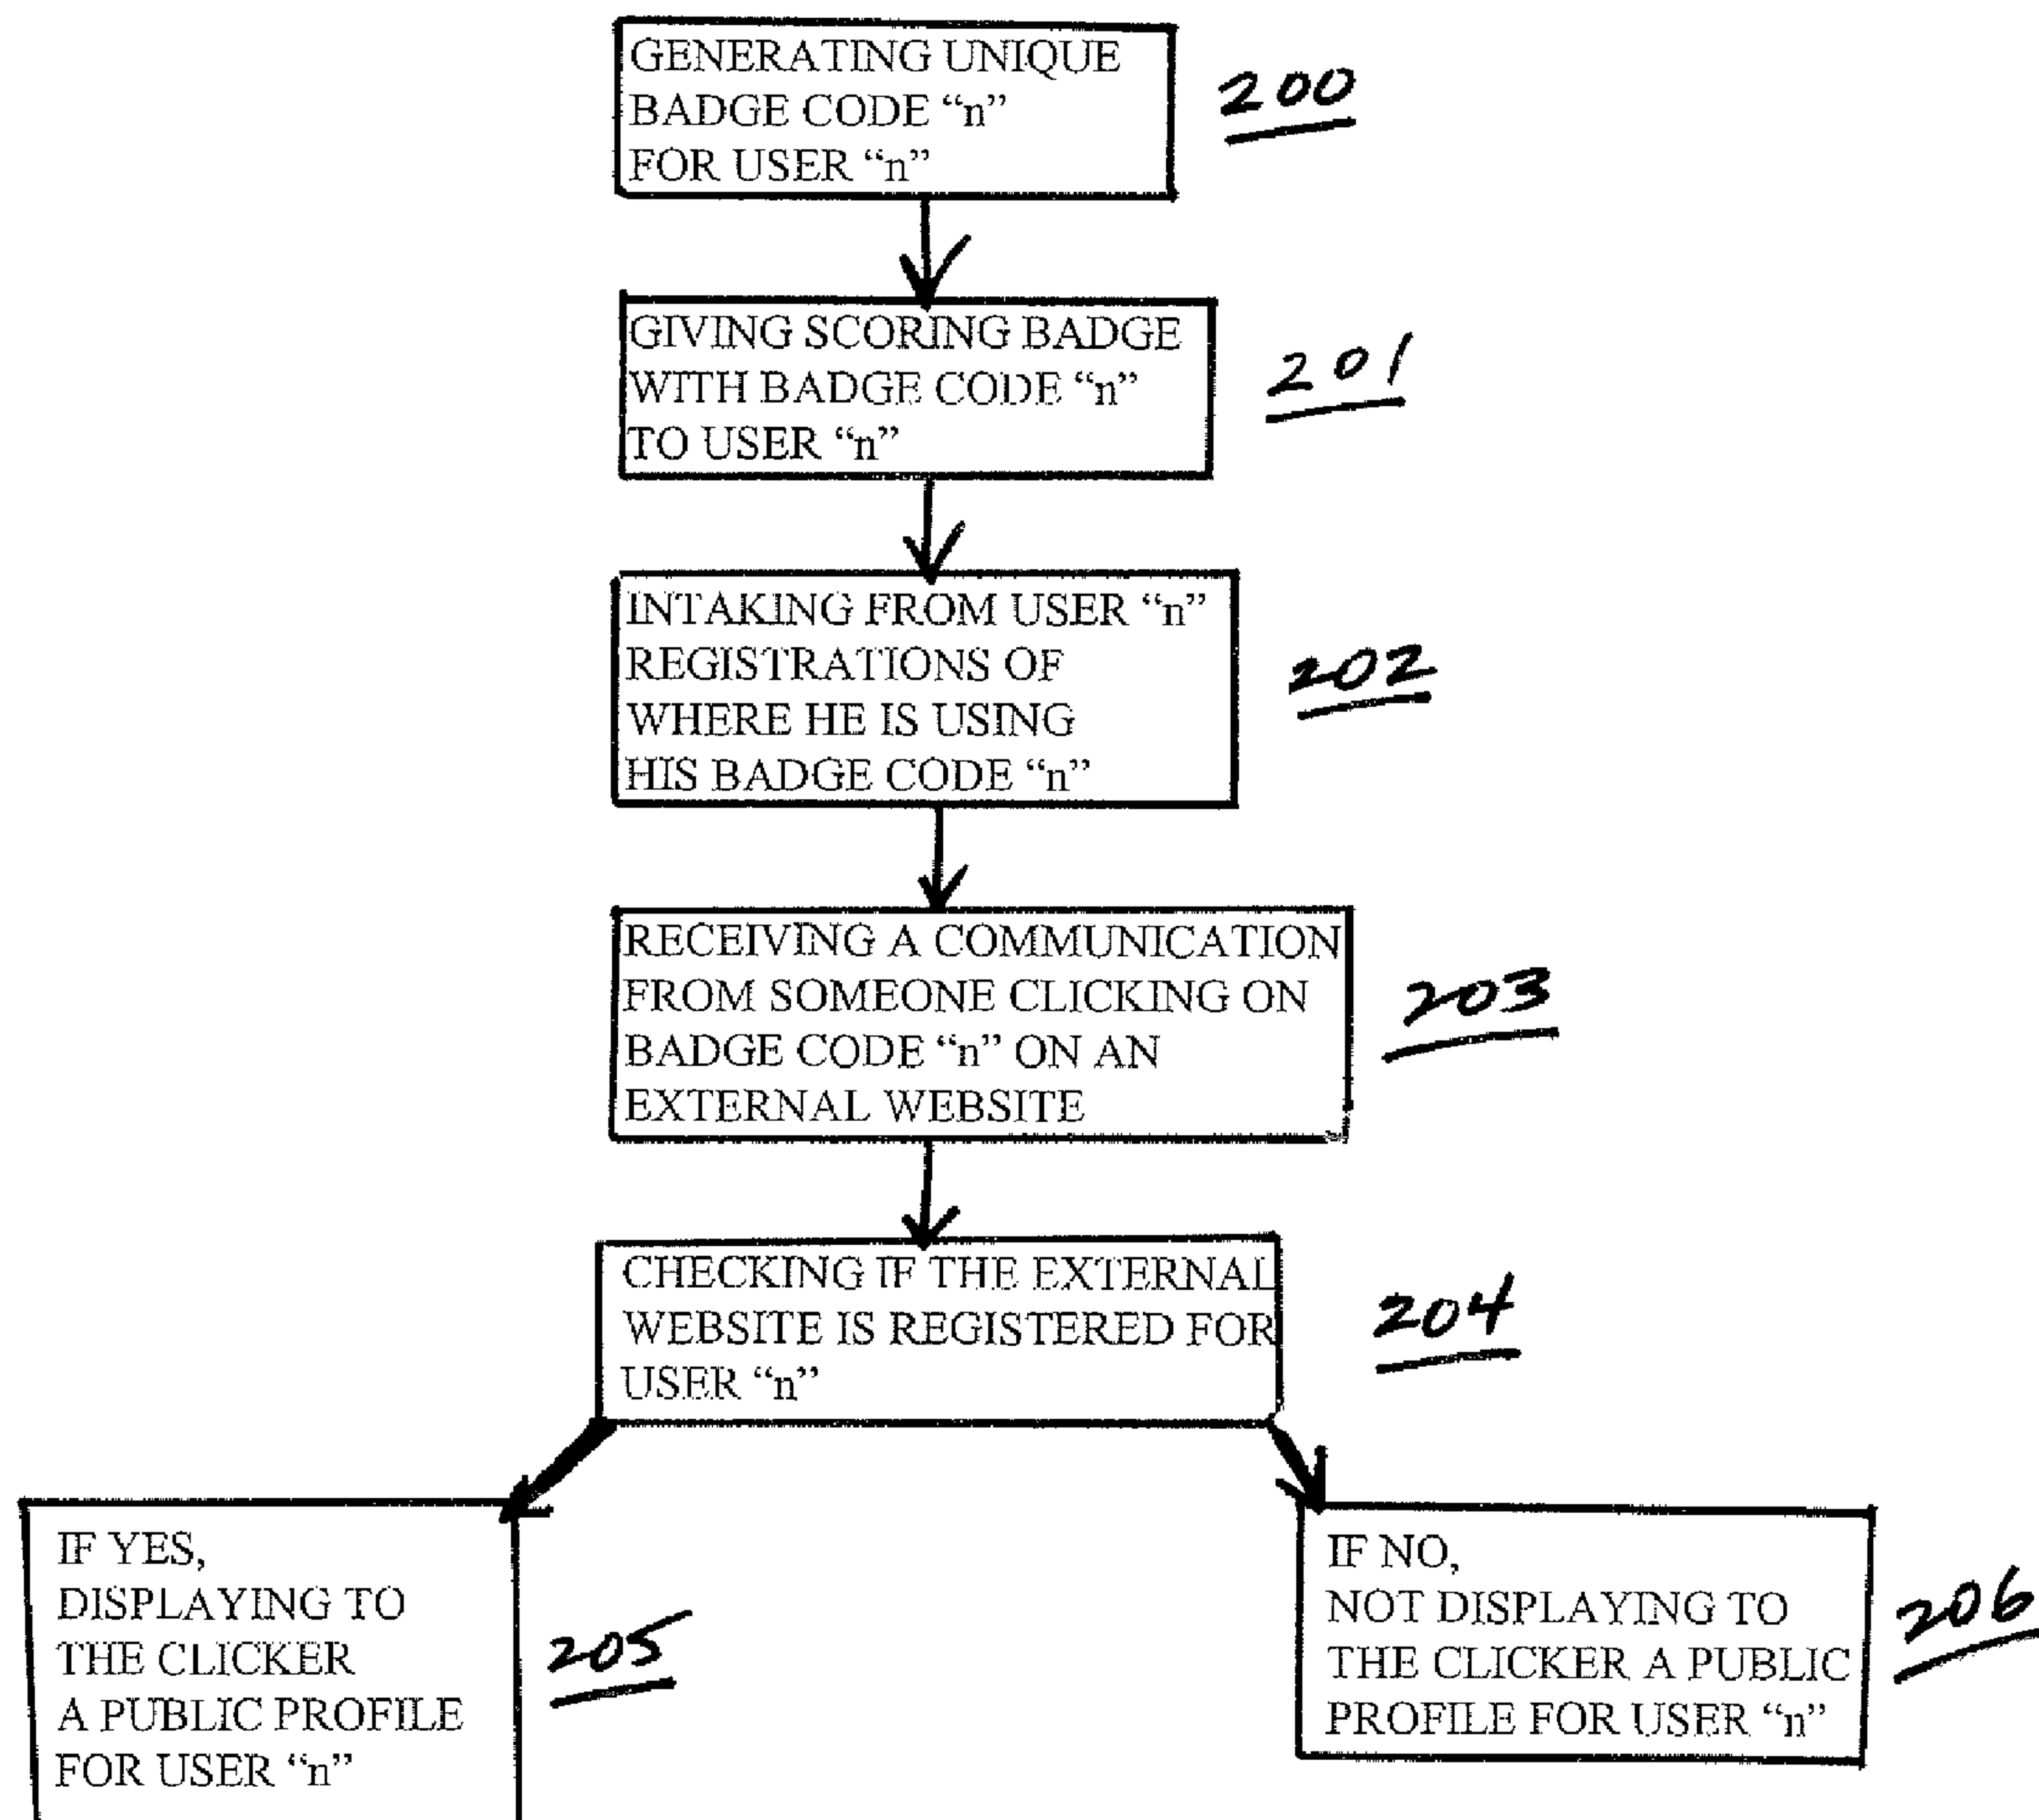 GENERATING UNIQUE
BADGE CODE “n”
FOR USER “n”
200
GIVING SCORING BADGE
WITH BADGE CODE “n”
TO USER “n”
201
INTAKING FROM USER “n”
REGISTRATIONS OF
WHERE HE IS USING
HIS BADGE CODE “n”
202
RECEIVING A COMMUNICATION
FROM SOMEONE CLICKING ON
BADGE CODE “n” ON AN
EXTERNAL WEBSITE
203
CHECKING IF THE EXTERNAL
WEBSITE IS REGISTERED FOR
USER “n”
204
IF YES,
DISPLAYING TO
THE CLICKER
A PUBLIC PROFILE
FOR USER “n”
205
IF NO,
NOT DISPLAYING TO
THE CLICKER A PUBLIC
PROFILE FOR USER “n”
206